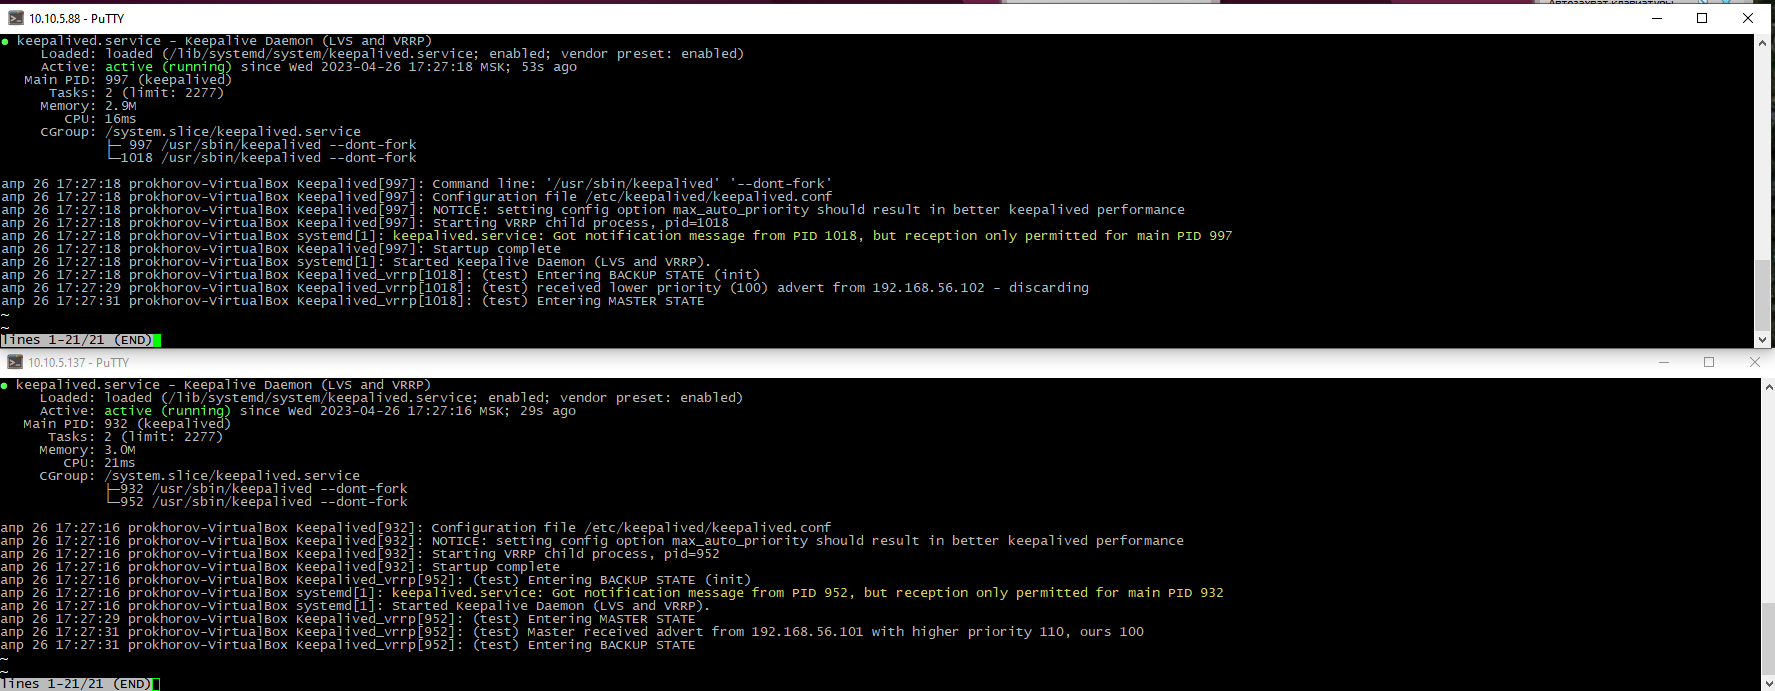 10.10.5.88 - PuTTY
● keepalived.service - Keepalive Daemon (LVS and VRRP)
Loaded: loaded (/lib/systemd/system/keepalived.service; enabled; vendor preset: enabled)
Active: active (running) since Wed 2023-04-26 17:27:18 MSK; 53s ago
Main PID: 997 (keepalived)
Tasks: 2 (limit: 2277)
Memory: 2.9M
CPU: 16ms
CGroup: /system.slice/keepalived.service
├─ 997 /usr/sbin/keepalived --dont-fork
└─1018 /usr/sbin/keepalived --dont-fork
апр 26 17:27:18 prokhorov-VirtualBox Keepalived[997]: Command line: '/usr/sbin/keepalived' '--dont-fork'
апр 26 17:27:18 prokhorov-VirtualBox Keepalived[997]: Configuration file /etc/keepalived/keepalived.conf
апр 26 17:27:18 prokhorov-VirtualBox Keepalived[997]: NOTICE: setting config option max_auto_priority should result in better keepalived performance
апр 26 17:27:18 prokhorov-VirtualBox Keepalived[997]: Starting VRRP child process, pid=1018
апр 26 17:27:18 prokhorov-VirtualBox systemd[1]: keepalived.service: Got notification message from PID 1018, but reception only permitted for main PID 997
апр 26 17:27:18 prokhorov-VirtualBox Keepalived[997]: Startup complete
апр 26 17:27:18 prokhorov-VirtualBox systemd[1]: Started Keepalive Daemon (LVS and VRRP).
апр 26 17:27:18 prokhorov-VirtualBox Keepalived_vrrp[1018]: (test) Entering BACKUP STATE (init)
апр 26 17:27:29 prokhorov-VirtualBox Keepalived_vrrp[1018]: (test) received lower priority (100) advert from 192.168.56.102 - discarding
апр 26 17:27:31 prokhorov-VirtualBox Keepalived_vrrp[1018]: (test) Entering MASTER STATE
~
~
lines 1-21/21 (END)
10.10.5.137 - PuTTY
● keepalived.service - Keepalive Daemon (LVS and VRRP)
Loaded: loaded (/lib/systemd/system/keepalived.service; enabled; vendor preset: enabled)
Active: active (running) since Wed 2023-04-26 17:27:16 MSK; 29s ago
Main PID: 932 (keepalived)
Tasks: 2 (limit: 2277)
Memory: 3.0M
CPU: 21ms
CGroup: /system.slice/keepalived.service
├─932 /usr/sbin/keepalived --dont-fork
└─952 /usr/sbin/keepalived --dont-fork
апр 26 17:27:16 prokhorov-VirtualBox Keepalived[932]: Configuration file /etc/keepalived/keepalived.conf
апр 26 17:27:16 prokhorov-VirtualBox Keepalived[932]: NOTICE: setting config option max_auto_priority should result in better keepalived performance
апр 26 17:27:16 prokhorov-VirtualBox Keepalived[932]: Starting VRRP child process, pid=952
апр 26 17:27:16 prokhorov-VirtualBox Keepalived[932]: Startup complete
апр 26 17:27:16 prokhorov-VirtualBox Keepalived_vrrp[952]: (test) Entering BACKUP STATE (init)
апр 26 17:27:16 prokhorov-VirtualBox systemd[1]: keepalived.service: Got notification message from PID 952, but reception only permitted for main PID 932
апр 26 17:27:16 prokhorov-VirtualBox systemd[1]: Started Keepalive Daemon (LVS and VRRP).
апр 26 17:27:29 prokhorov-VirtualBox Keepalived_vrrp[952]: (test) Entering MASTER STATE
апр 26 17:27:31 prokhorov-VirtualBox Keepalived_vrrp[952]: (test) Master received advert from 192.168.56.101 with higher priority 110, ours 100
апр 26 17:27:31 prokhorov-VirtualBox Keepalived_vrrp[952]: (test) Entering BACKUP STATE
~
~
lines 1-21/21 (END)